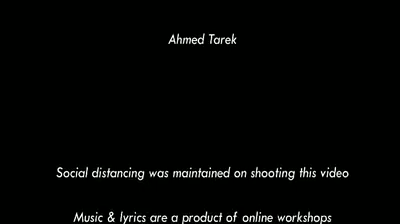 Ahmed Tarek
Social distancing was maintained on shooting this video
Music & lyrics are a product of online workshops